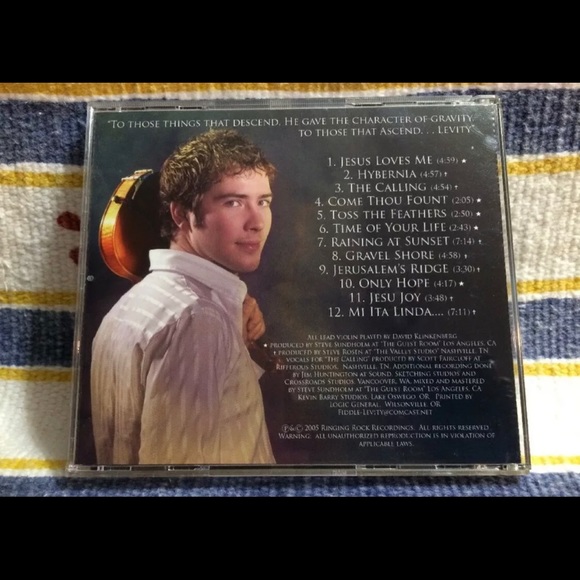 "To those things that descend, He gave the character of gravity,
to those that Ascend. . . Levity"
1. Jesus Loves Me (4:59) ★
2. Hybernia (4:57) ✝
3. The Calling (4:54) ✝
4. Come Thou Fount (2:05) ★
5. Toss the Feathers (2:50) ★
6. Time of Your Life (2:43) ★
7. Raining at Sunset (7:14) ✝
8. Gravel Shore (4:58) ✝
9. Jerusalem's Ridge (3:30) ✝
10. Only Hope (4:17) ★
11. Jesu Joy (3:48) ✝
12. Mi Ita Linda.... (7:11) ✝
All lead violin played by David Klinkenberg
★ produced by Steve Sundholm at "The Guest Room" Los Angeles, CA
✝ produced by Steve Rosen at "The Valley Studio" Nashville, TN
vocals for "The Calling" produced by Scott Faircloff at
Rifferous Studios, Nashville, TN. Additional recording done
by Jim Huntington at Sound. Sketching Studios and
Crossroads Studios, Vancouver, WA. Mixed and mastered
by Steve Sundholm at "The Guest Room" Los Angeles, CA
Kevin Barry Studios, Lake Oswego, OR Printed by
Logic General, Wilsonville, OR
fiddle-levity@comcast.net
℗&© 2005 Ringing Rock Recordings. All rights reserved.
Warning: all unauthorized reproduction is in violation of
applicable laws.